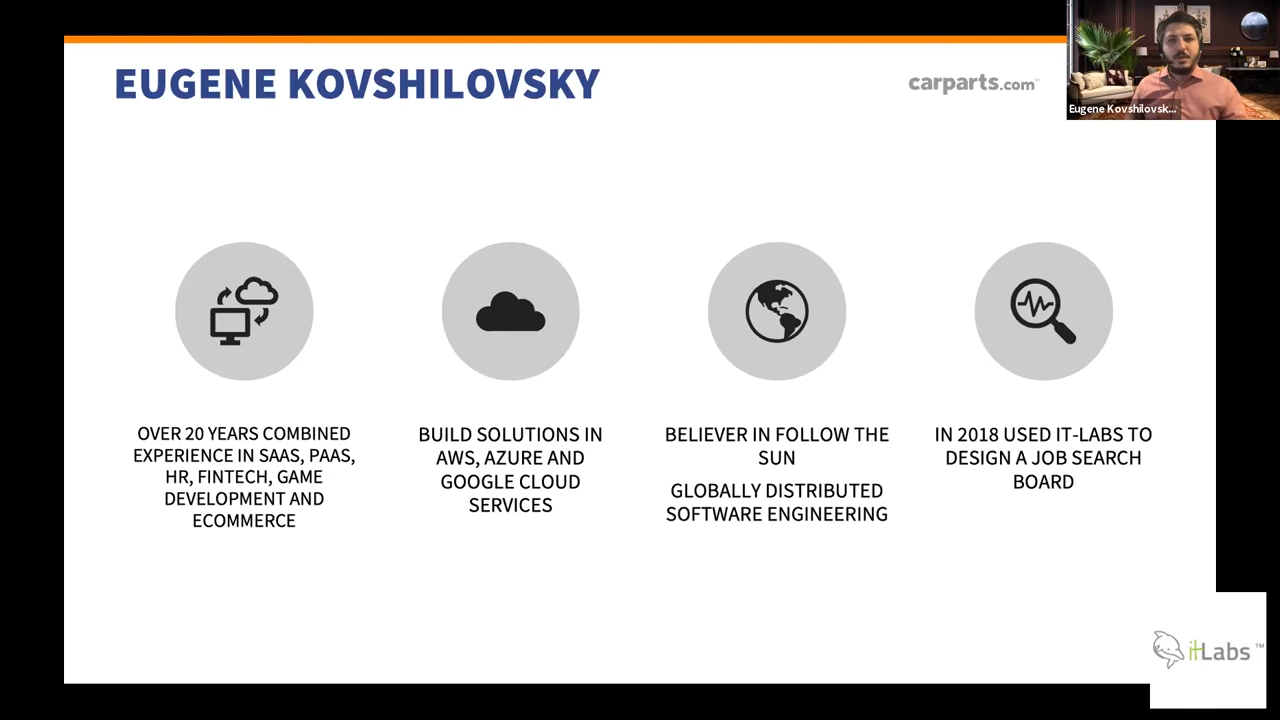 EUGENE KOVSHILOVSKY
carparts.com
Eugene Kovshilovsk...
OVER 20 YEARS COMBINED
EXPERIENCE IN SAAS, PAAS,
HR, FINTECH, GAME
DEVELOPMENT AND
ECOMMERCE
BUILD SOLUTIONS IN
AWS, AZURE AND
GOOGLE CLOUD
SERVICES
BELIEVER IN FOLLOW THE
SUN
GLOBALLY DISTRIBUTED
SOFTWARE ENGINEERING
IN 2018 USED IT-LABS TO
DESIGN A JOB SEARCH
BOARD
itLabs™